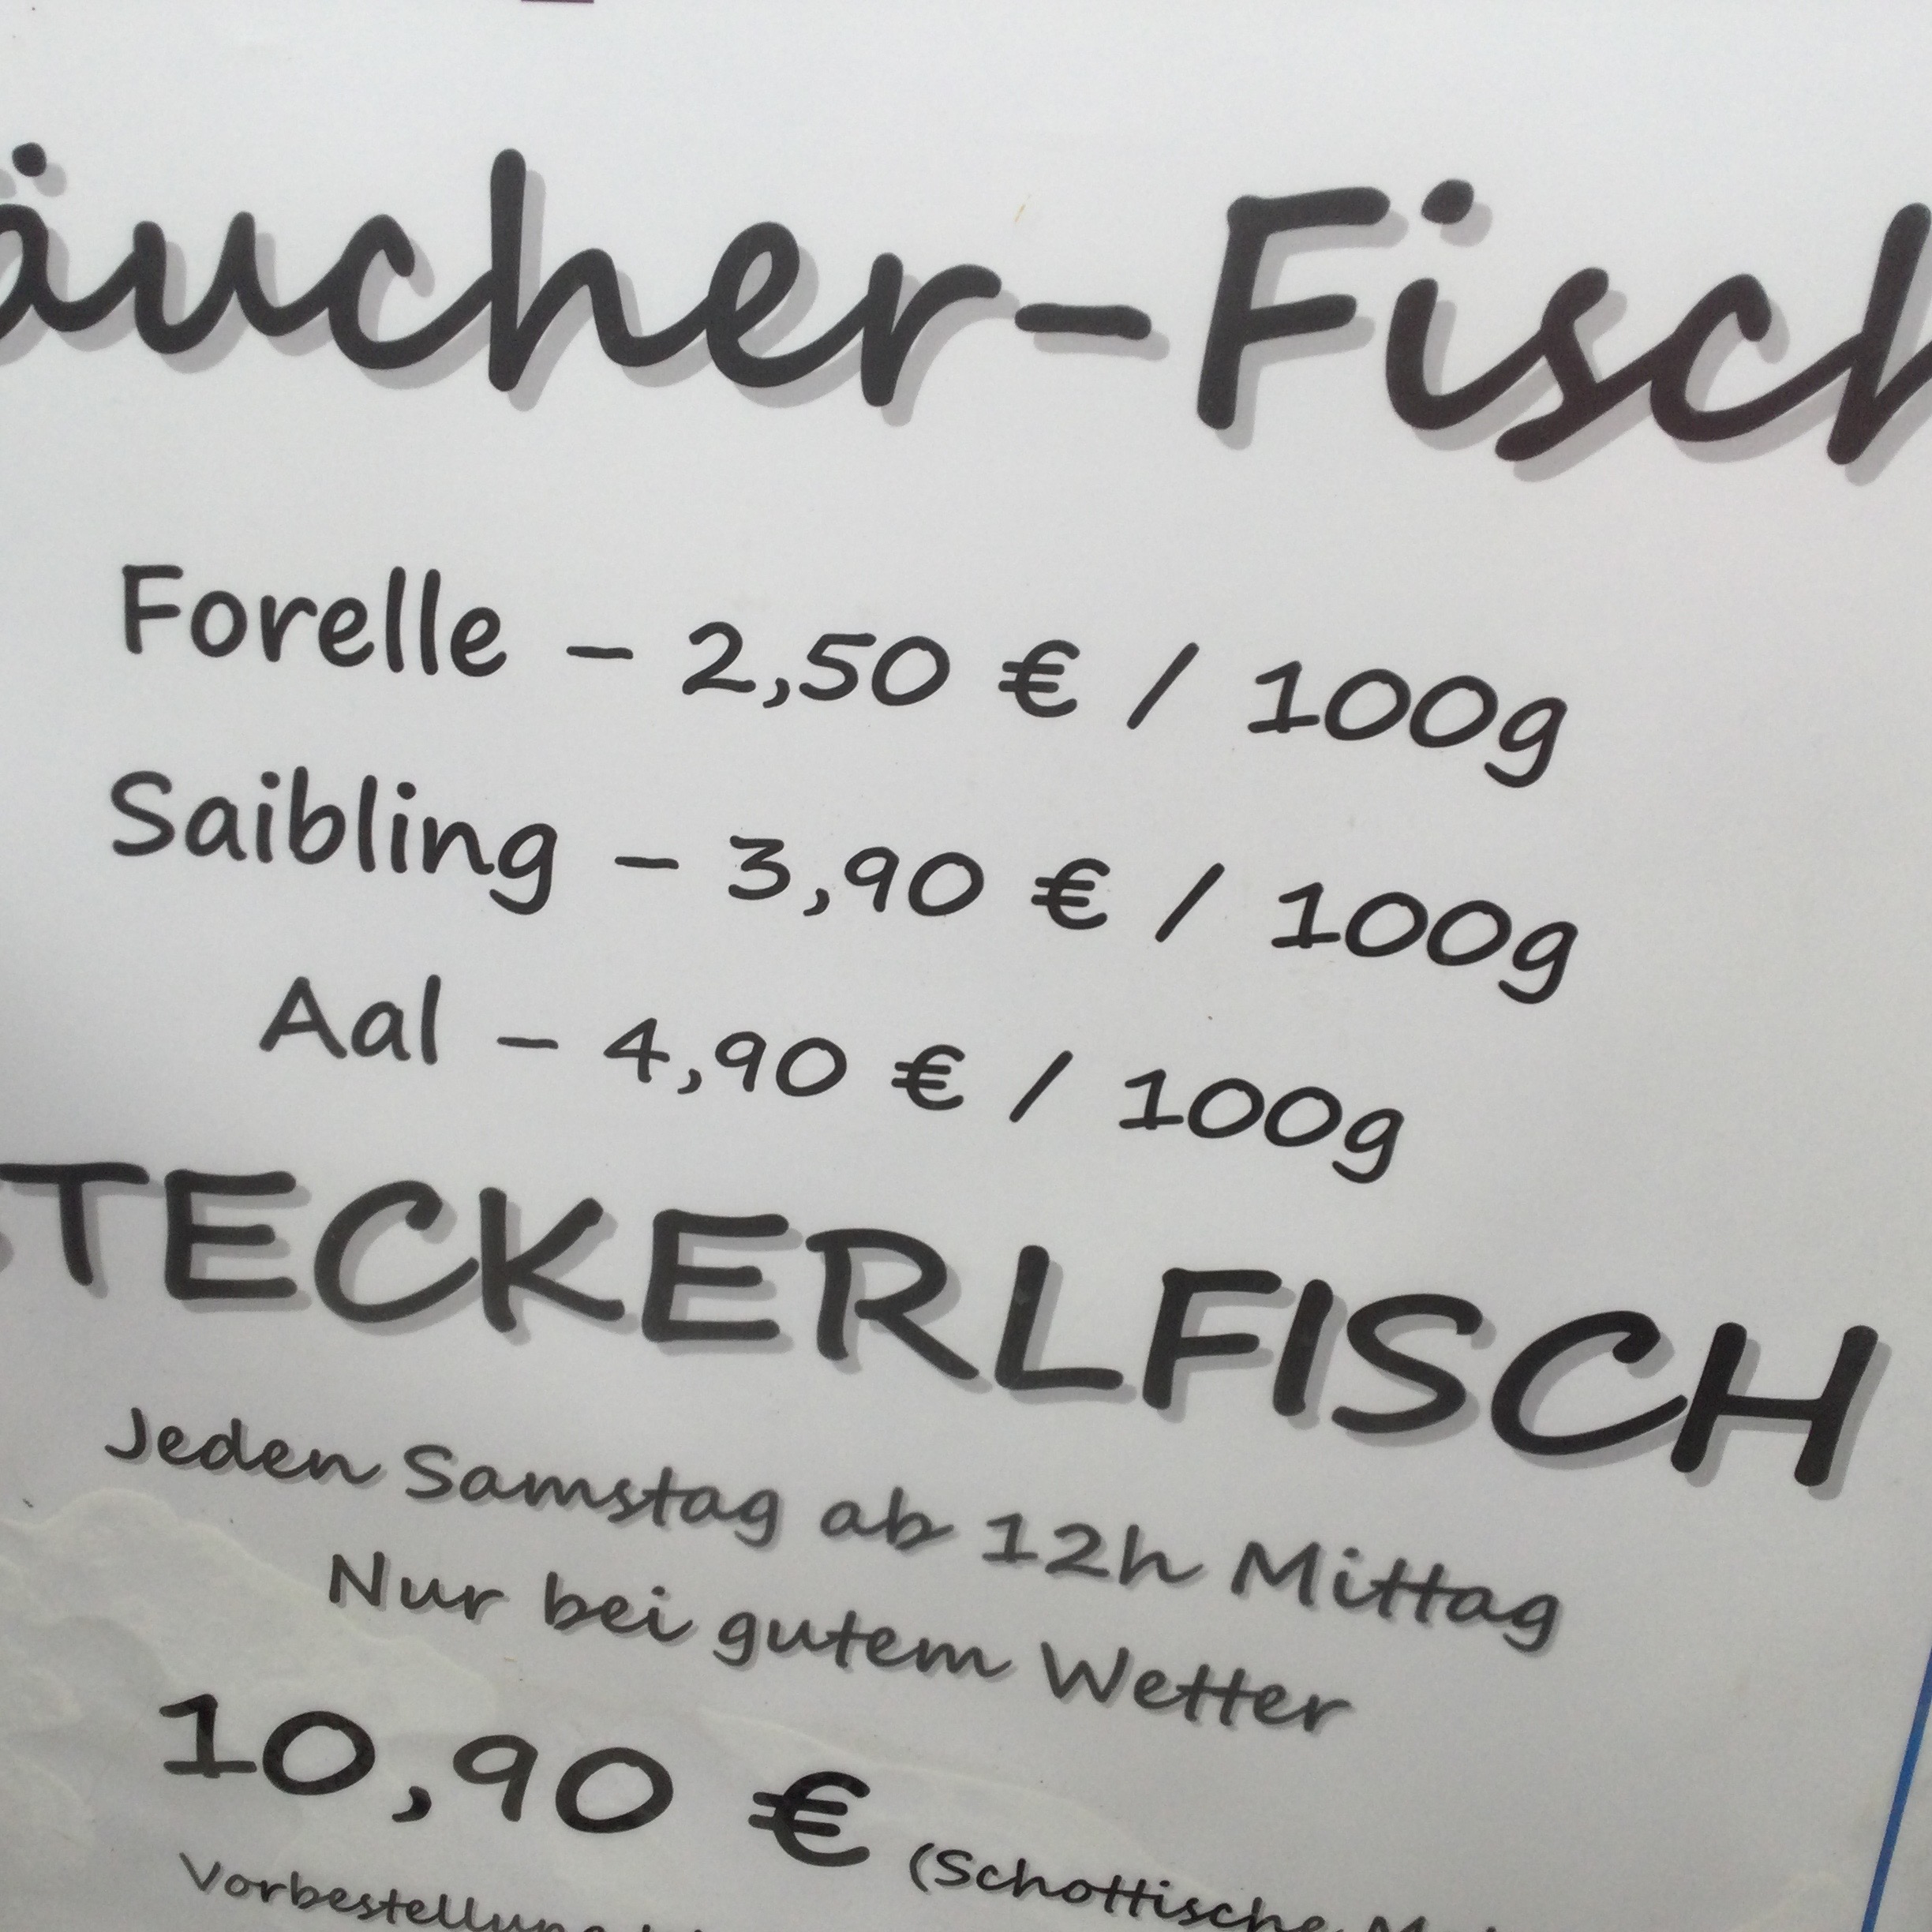 äucher-Fisch
Forelle – 2,50 € / 100g
Saibling – 3,90 € / 100g
Aal – 4,90 € / 100g
STECKERLFISCH
Jeden Samstag ab 12h Mittag
Nur bei gutem Wetter
10,90 € (Schottische